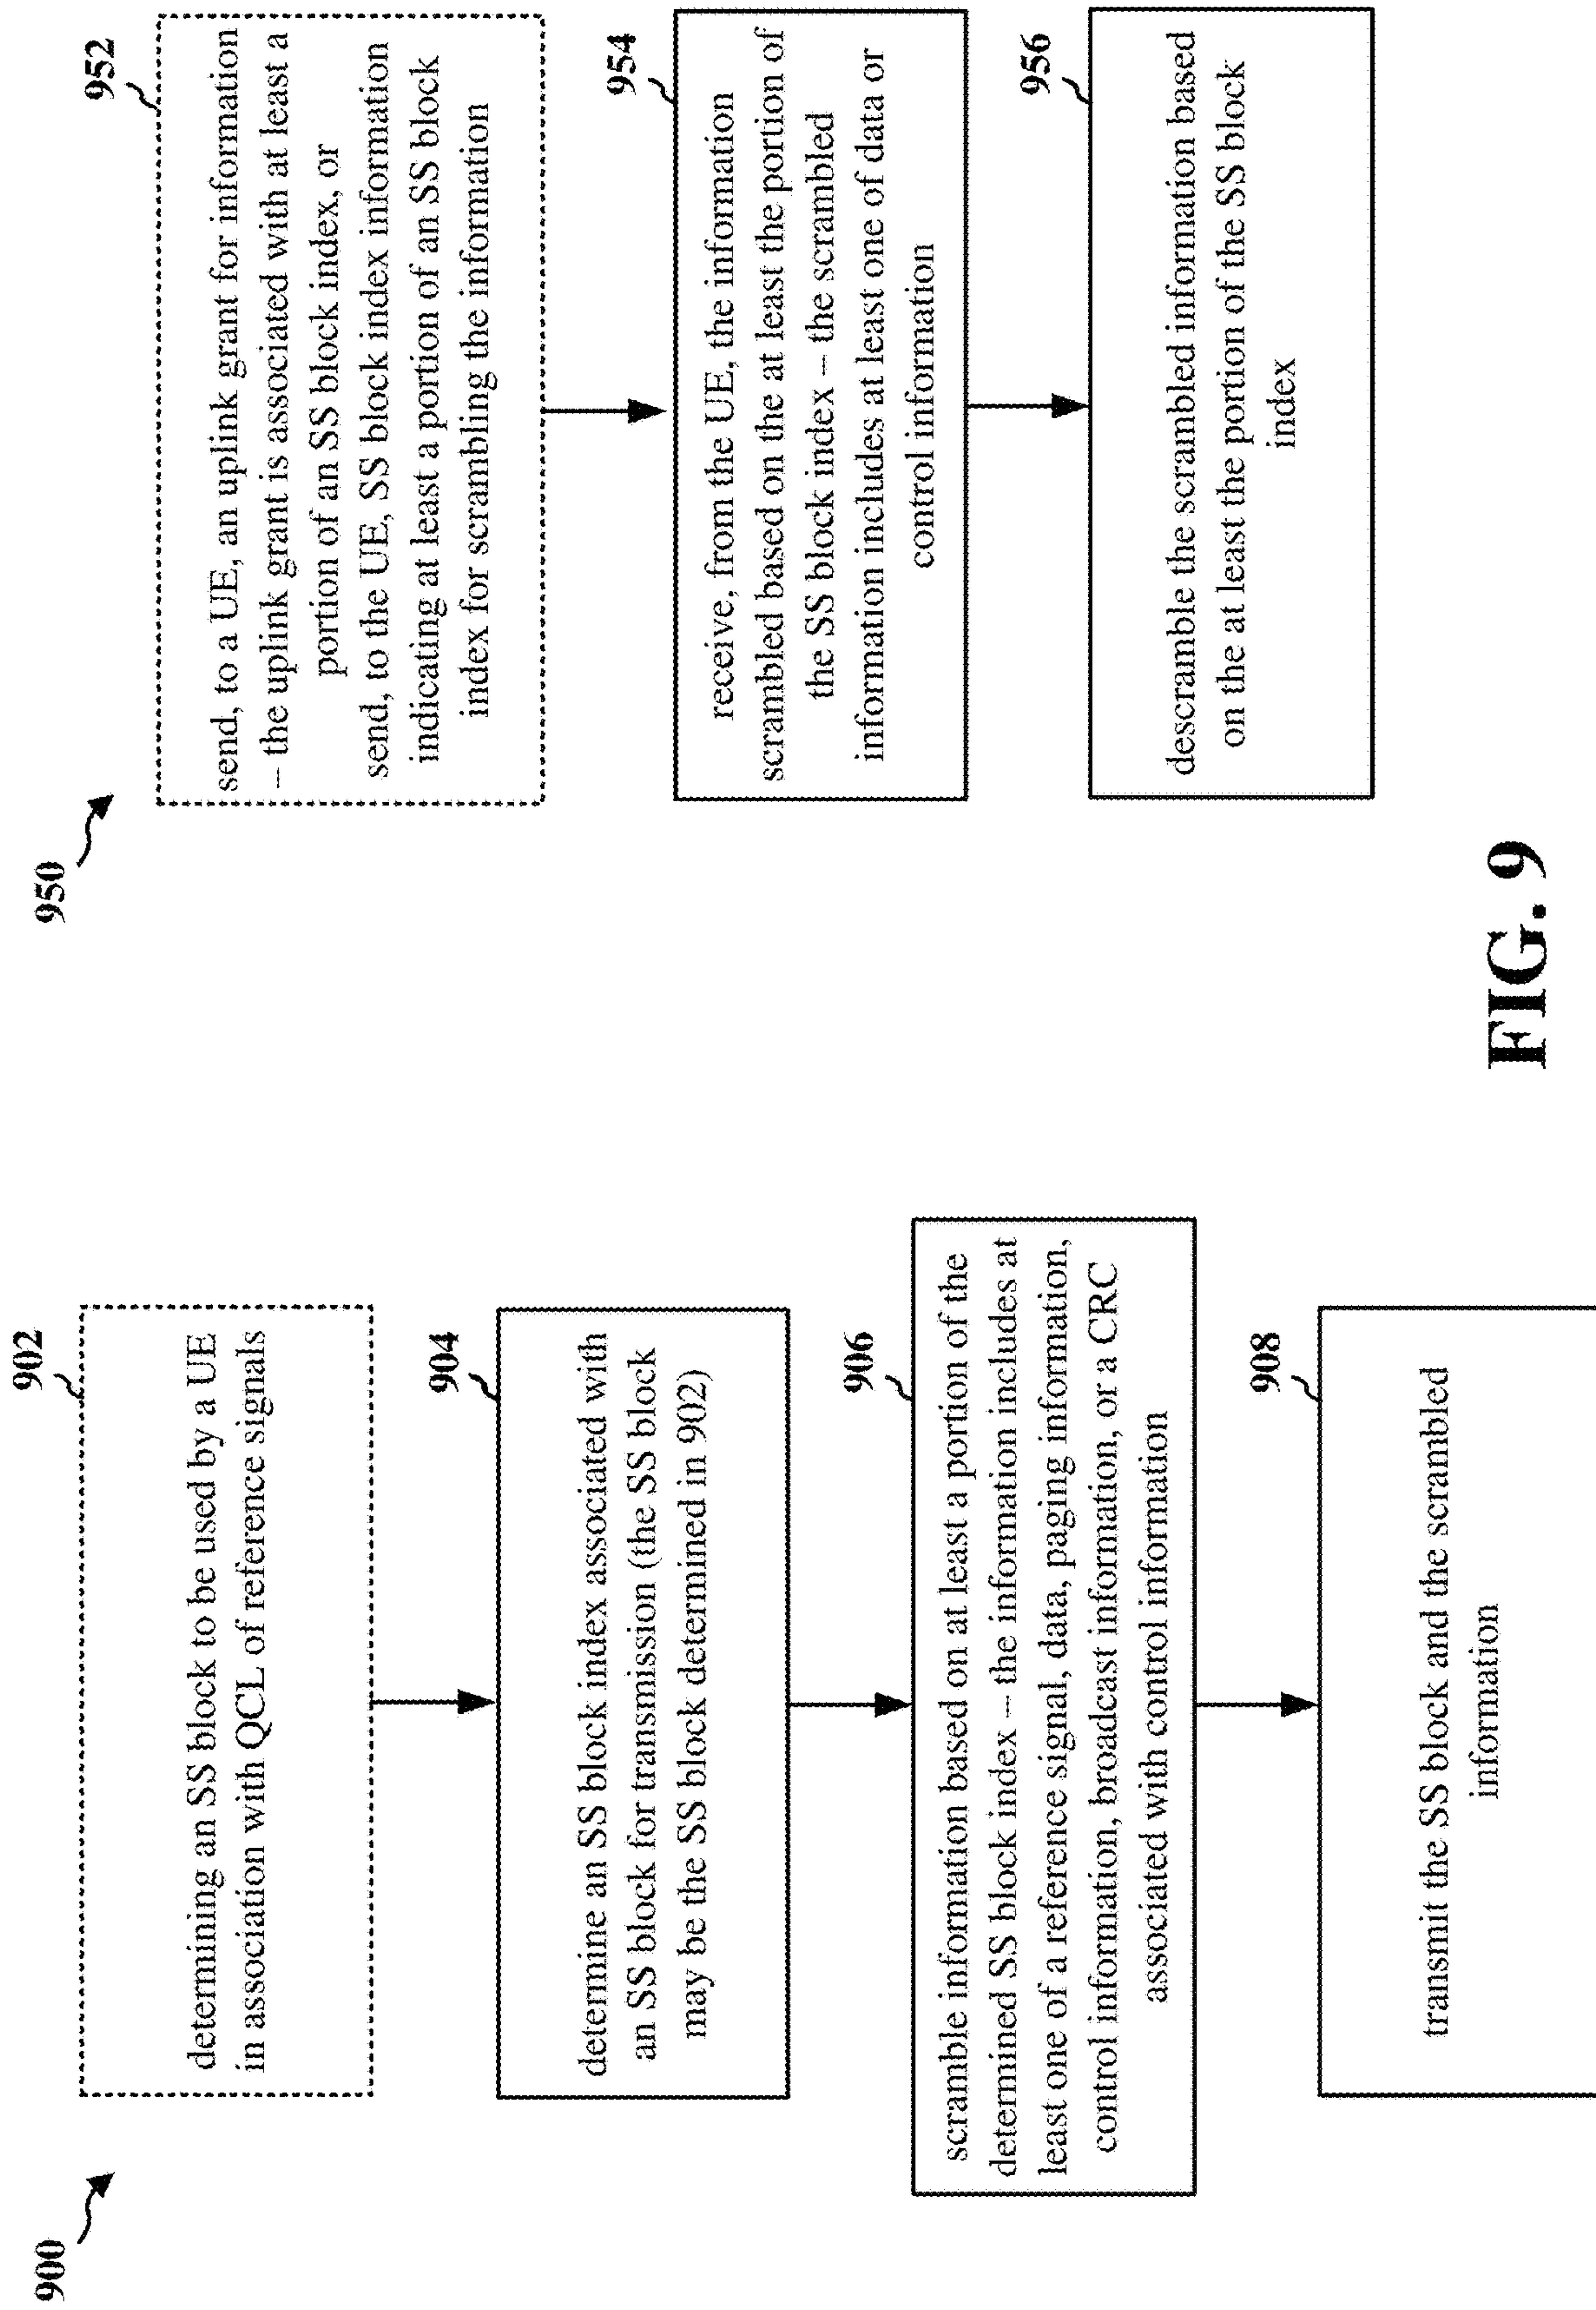 900
902
determining an SS block to be used by a UE
in association with QCL of reference signals
904
determine an SS block index associated with
an SS block for transmission (the SS block
may be the SS block determined in 902)
906
scramble information based on at least a portion of the
determined SS block index – the information includes at
least one of a reference signal, data, paging information,
control information, broadcast information, or a CRC
associated with control information
908
transmit the SS block and the scrambled
information
950
952
send, to a UE, an uplink grant for information
– the uplink grant is associated with at least a
portion of an SS block index, or
send, to the UE, SS block index information
indicating at least a portion of an SS block
index for scrambling the information
954
receive, from the UE, the information
scrambled based on the at least the portion of
the SS block index – the scrambled
information includes at least one of data or
control information
956
descramble the scrambled information based
on the at least the portion of the SS block
index
FIG. 9